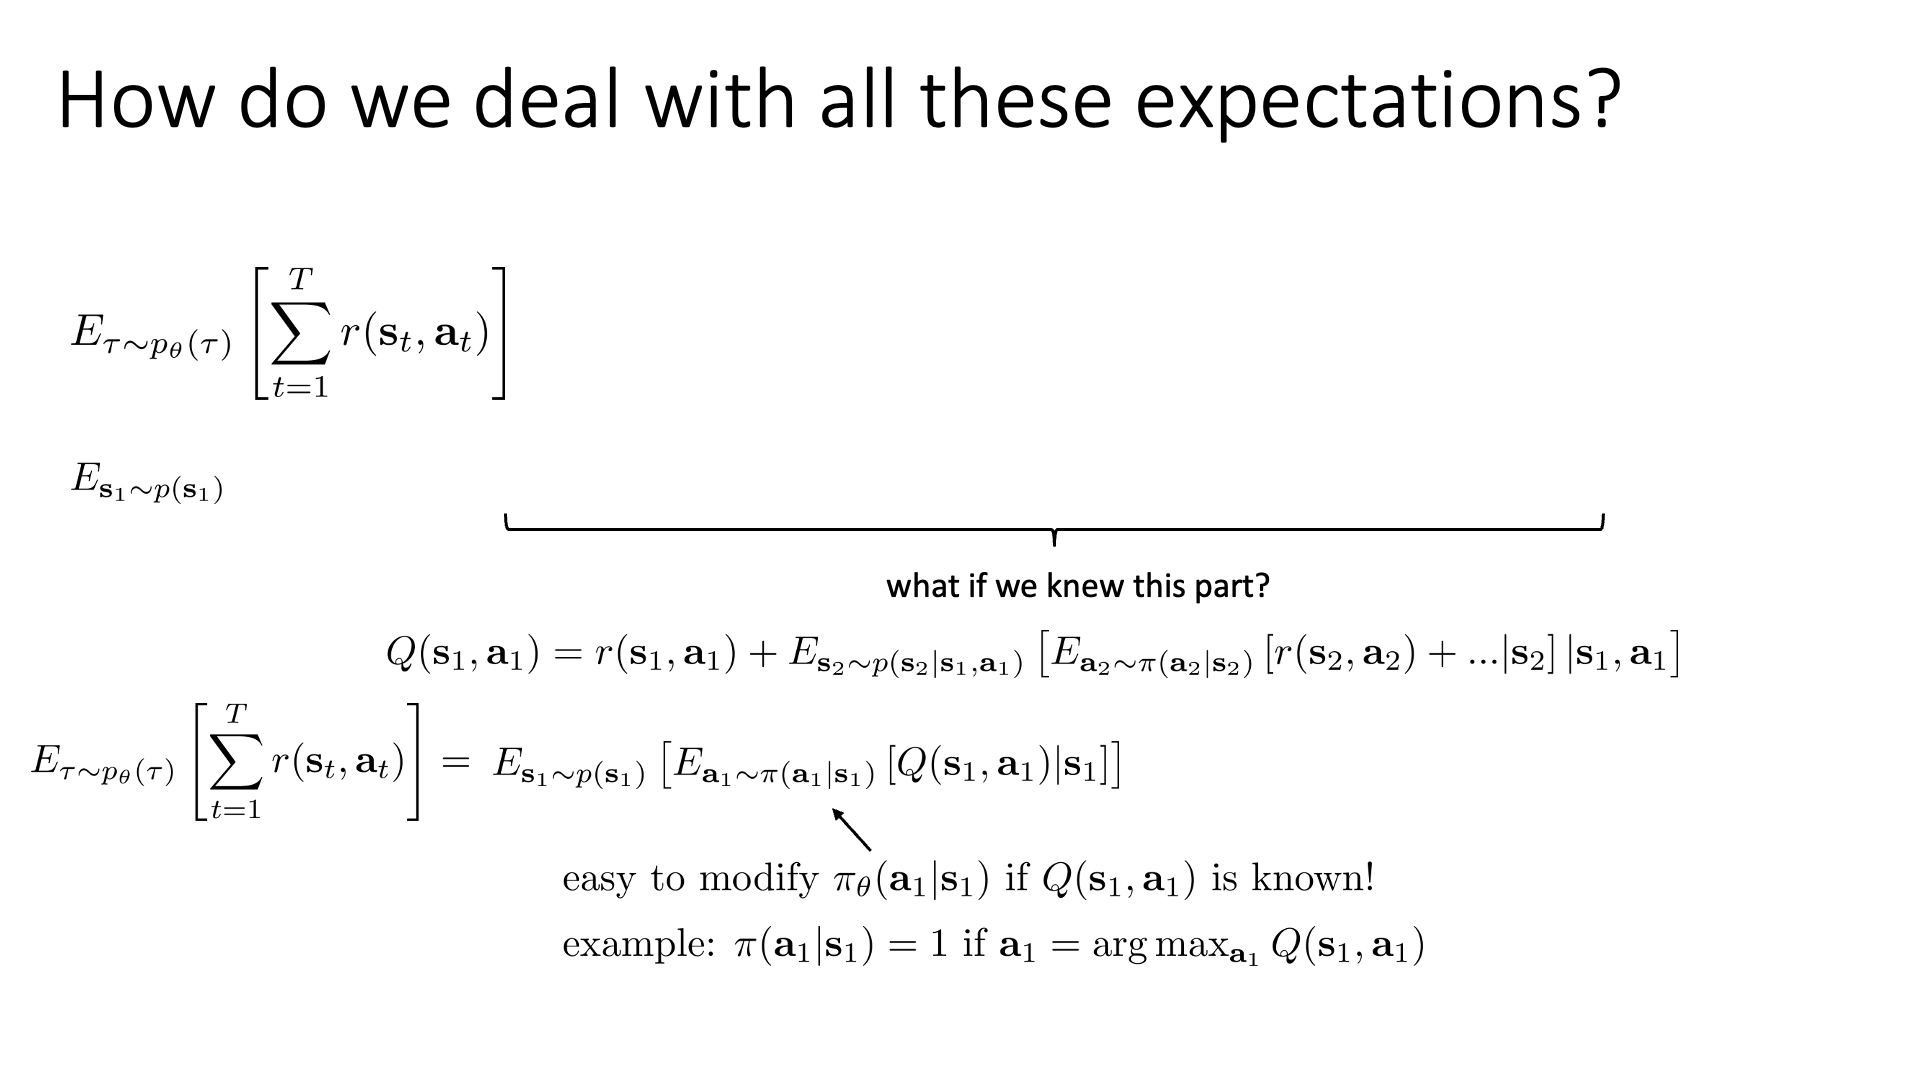 How do we deal with all these expectations?
$E_{\tau \sim p_\theta(\tau)} \left[ \sum_{t=1}^{T} r(\mathbf{s}_t, \mathbf{a}_t) \right]$
$E_{\mathbf{s}_1 \sim p(\mathbf{s}_1)}$
what if we knew this part?
$Q(\mathbf{s}_1, \mathbf{a}_1) = r(\mathbf{s}_1, \mathbf{a}_1) + E_{\mathbf{s}_2 \sim p(\mathbf{s}_2|\mathbf{s}_1, \mathbf{a}_1)} \left[ E_{\mathbf{a}_2 \sim \pi(\mathbf{a}_2|\mathbf{s}_2)} \left[ r(\mathbf{s}_2, \mathbf{a}_2) + ... | \mathbf{s}_2 \right] | \mathbf{s}_1, \mathbf{a}_1 \right]$
$E_{\tau \sim p_\theta(\tau)} \left[ \sum_{t=1}^{T} r(\mathbf{s}_t, \mathbf{a}_t) \right] = E_{\mathbf{s}_1 \sim p(\mathbf{s}_1)} \left[ E_{\mathbf{a}_1 \sim \pi(\mathbf{a}_1|\mathbf{s}_1)} \left[ Q(\mathbf{s}_1, \mathbf{a}_1) | \mathbf{s}_1 \right] \right]$
easy to modify $\pi_\theta(\mathbf{a}_1|\mathbf{s}_1)$ if $Q(\mathbf{s}_1, \mathbf{a}_1)$ is known!
example: $\pi(\mathbf{a}_1|\mathbf{s}_1) = 1$ if $\mathbf{a}_1 = \arg\max_{\mathbf{a}_1} Q(\mathbf{s}_1, \mathbf{a}_1)$